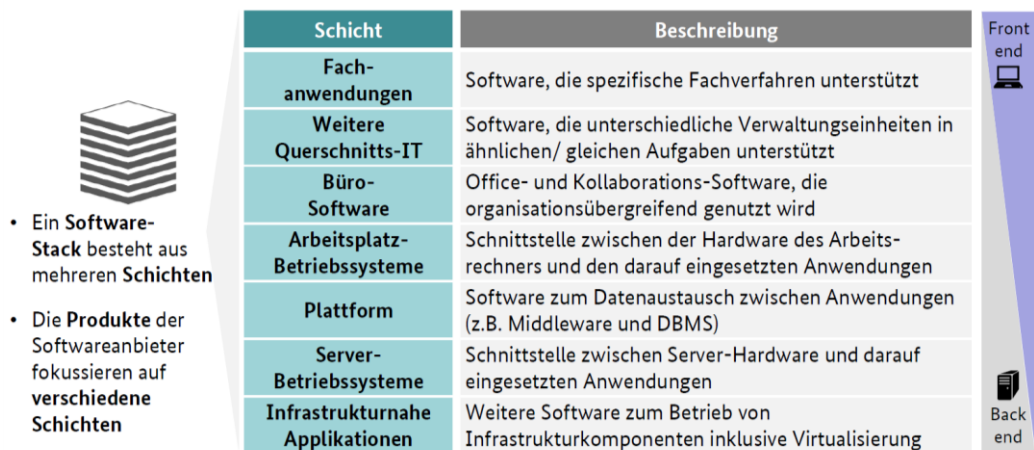 • Ein Software-
Stack besteht aus
mehreren Schichten
• Die Produkte der
Softwareanbieter
fokussieren auf
verschiedene
Schichten
Schicht
Beschreibung
Fach-
anwendungen
Software, die spezifische Fachverfahren unterstützt
Weitere
Querschnitts-IT
Software, die unterschiedliche Verwaltungseinheiten in
ähnlichen/ gleichen Aufgaben unterstützt
Büro-
Software
Office- und Kollaborations-Software, die
organisationsübergreifend genutzt wird
Arbeitsplatz-
Betriebssysteme
Schnittstelle zwischen der Hardware des Arbeits-
rechners und den darauf eingesetzten Anwendungen
Plattform
Software zum Datenaustausch zwischen Anwendungen
(z.B. Middleware und DBMS)
Server-
Betriebssysteme
Schnittstelle zwischen Server-Hardware und darauf
eingesetzten Anwendungen
Infrastrukturnahe
Applikationen
Weitere Software zum Betrieb von
Infrastrukturkomponenten inklusive Virtualisierung
Front
end
Back
end